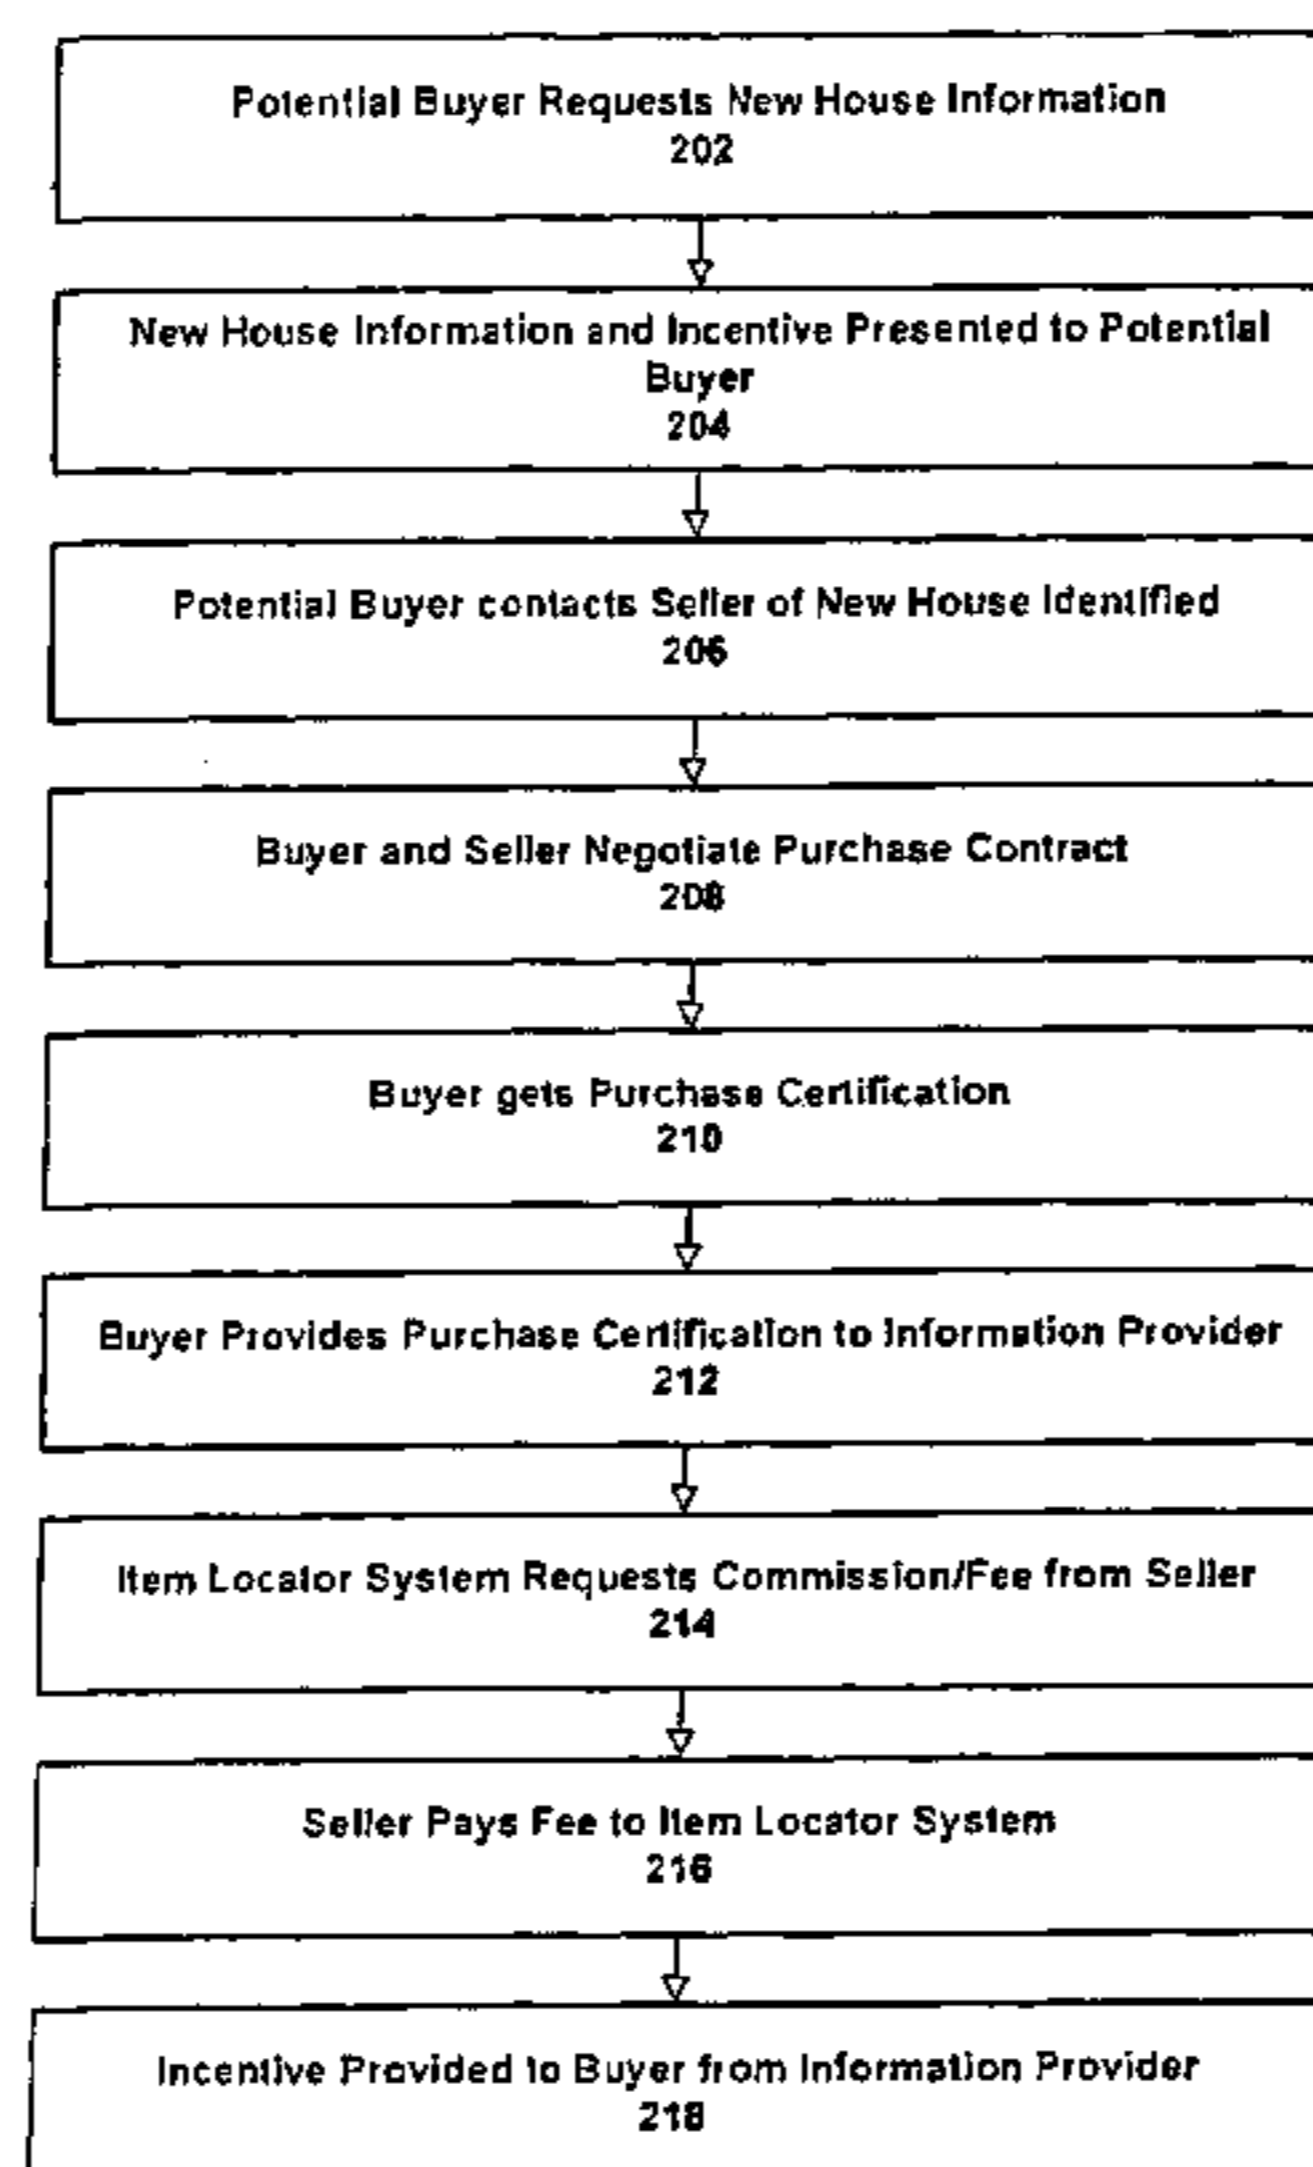 Potential Buyer Requests New House Information
202
New House Information and Incentive Presented to Potential
Buyer
204
Potential Buyer contacts Seller of New House Identified
206
Buyer and Seller Negotiate Purchase Contract
208
Buyer gets Purchase Certification
210
Buyer Provides Purchase Certification to Information Provider
212
Item Locator System Requests Commission/Fee from Seller
214
Seller Pays Fee to Item Locator System
216
Incentive Provided to Buyer from Information Provider
218